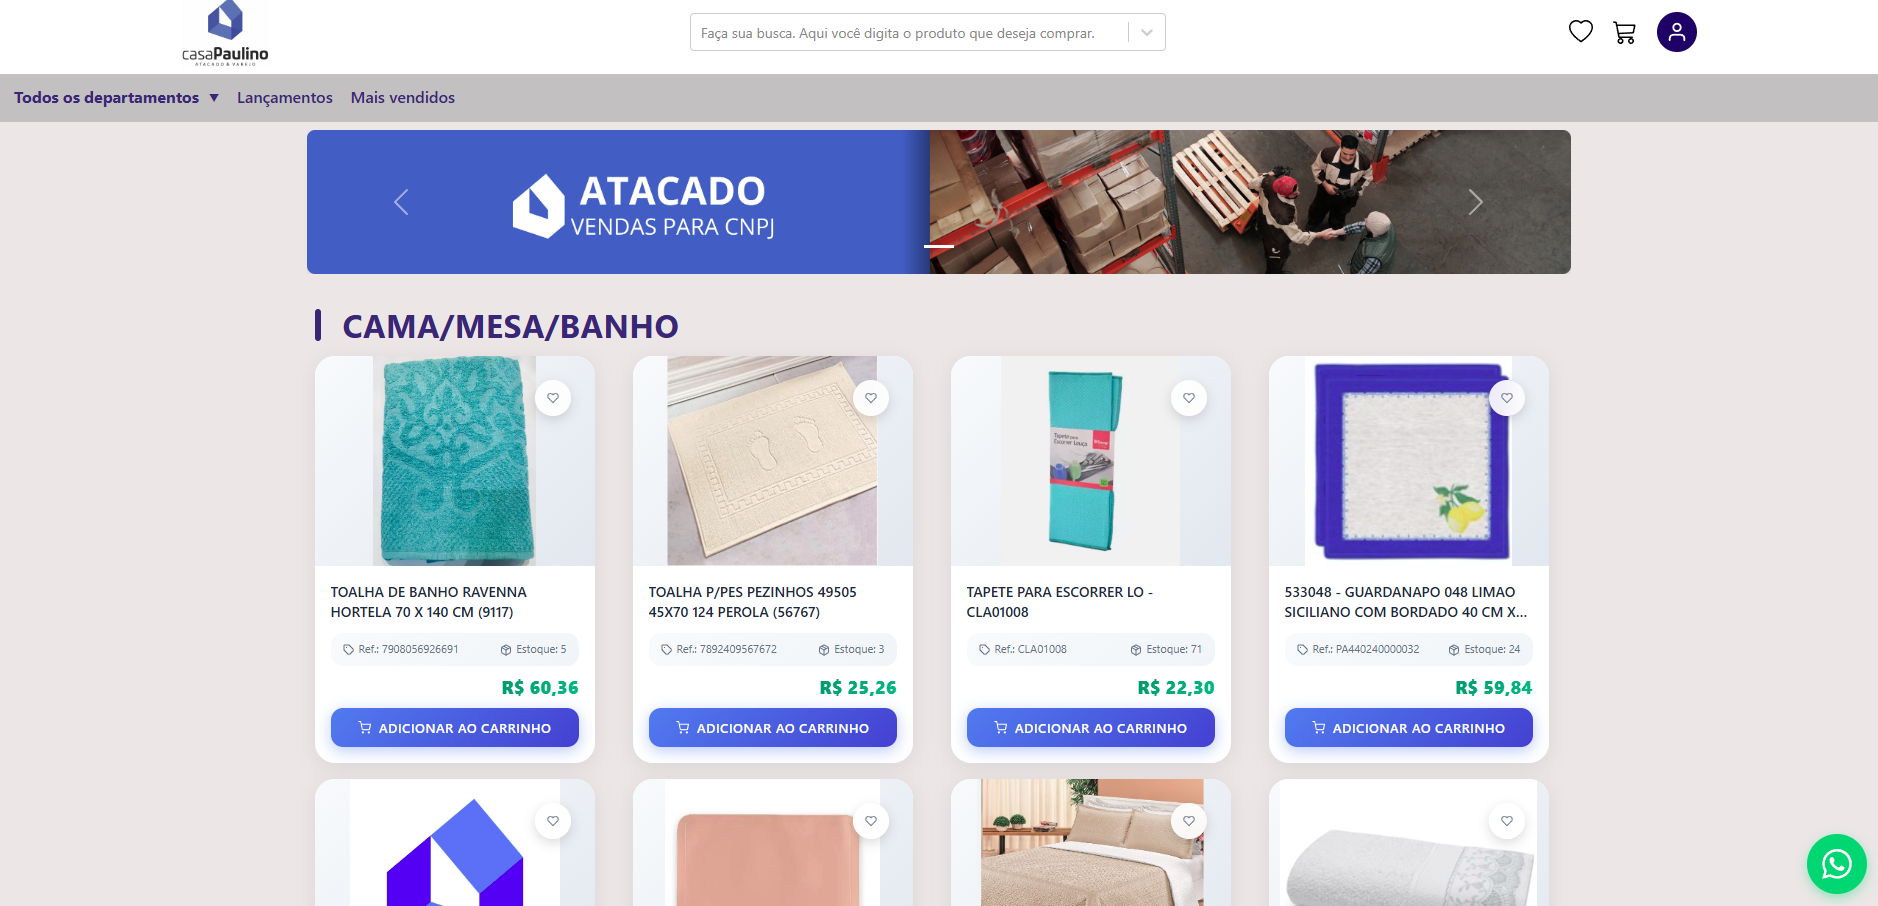 casaPaulino
ATACADO & VAREJO
Faça sua busca. Aqui você digita o produto que deseja comprar.
Todos os departamentos ▼ Lançamentos Mais vendidos
ATACADO
VENDAS PARA CNPJ
CAMA/MESA/BANHO
Tapete para
Escorrer Louça
TOALHA DE BANHO RAVENNA
HORTELA 70 X 140 CM (9117)
Ref.: 7908056926691 Estoque: 5
R$ 60,36
ADICIONAR AO CARRINHO
TOALHA P/PES PEZINHOS 49505
45X70 124 PEROLA (56767)
Ref.: 7892409567672 Estoque: 3
R$ 25,26
ADICIONAR AO CARRINHO
TAPETE PARA ESCORRER LO -
CLA01008
Ref.: CLA01008 Estoque: 71
R$ 22,30
ADICIONAR AO CARRINHO
533048 - GUARDANAPO 048 LIMAO
SICILIANO COM BORDADO 40 CM X...
Ref.: PA440240000032 Estoque: 24
R$ 59,84
ADICIONAR AO CARRINHO